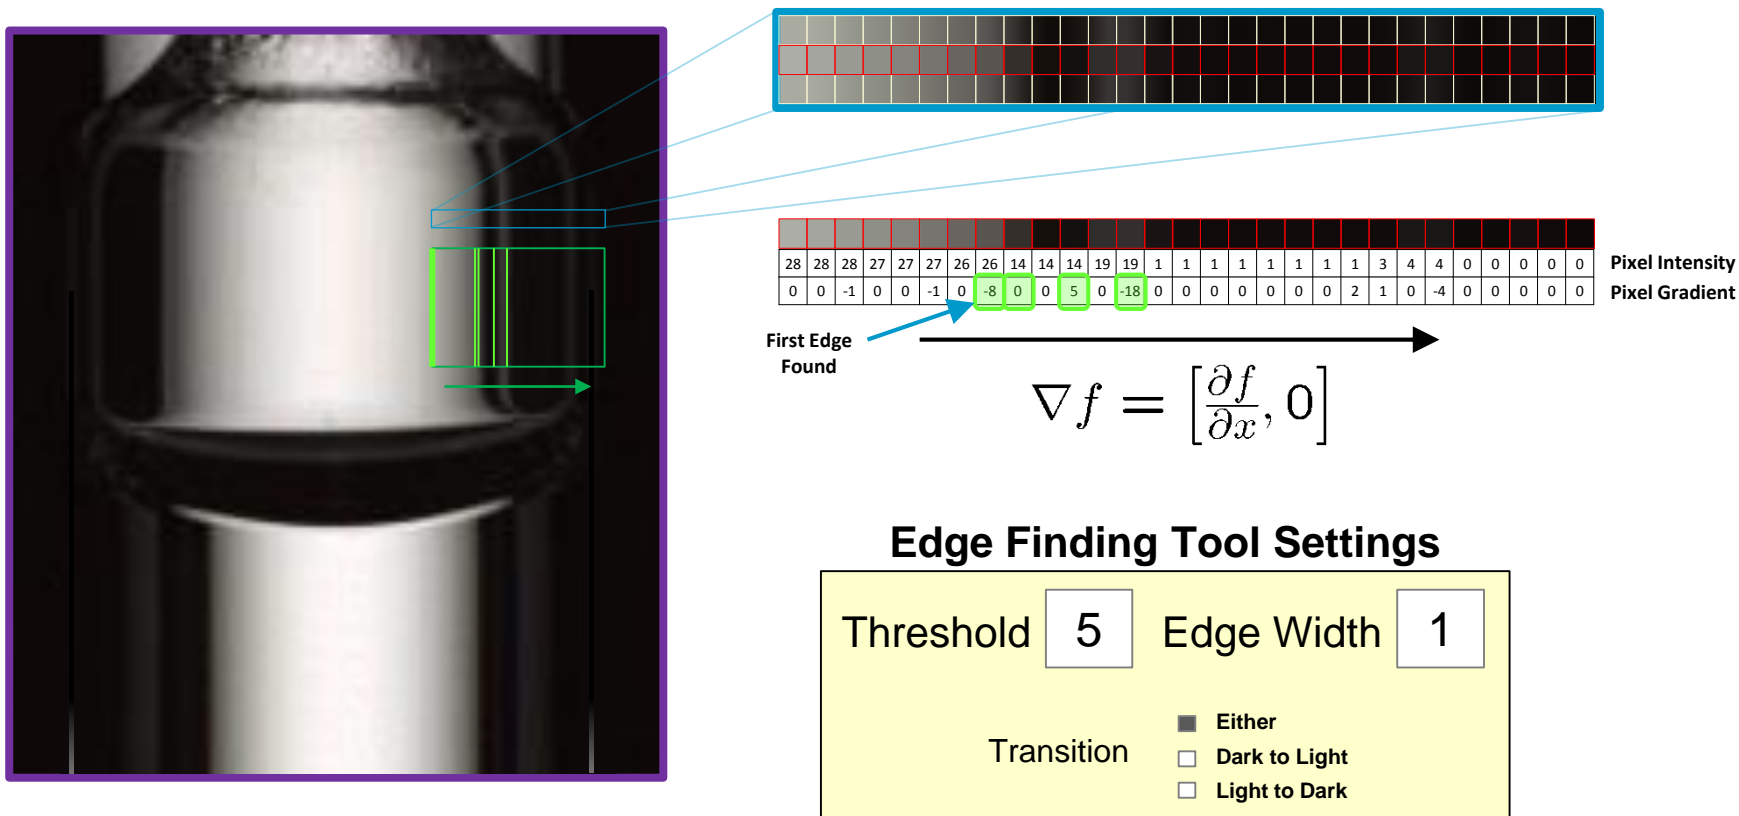 28 28 28 27 27 27 26 26 14 14 14 19 19 1 1 1 1 1 1 1 1 3 4 4 0 0 0 0 0 Pixel Intensity
0 0 -1 0 0 -1 0 -8 0 0 5 0 -18 0 0 0 0 0 0 0 2 1 0 -4 0 0 0 0 0 Pixel Gradient
First Edge
Found
∇f = [∂f/∂x, 0]
Edge Finding Tool Settings
Threshold 5 Edge Width 1
Either
Transition Dark to Light
Light to Dark